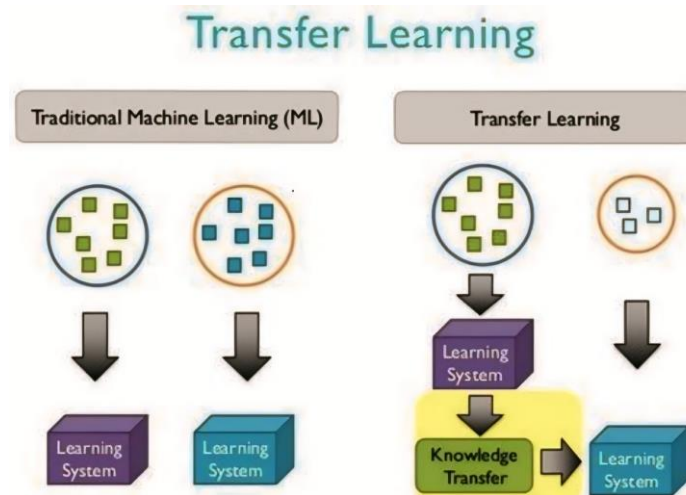 Transfer Learning
Traditional Machine Learning (ML)
Transfer Learning
Learning
System
Learning
System
Learning
System
Knowledge
Transfer
Learning
System